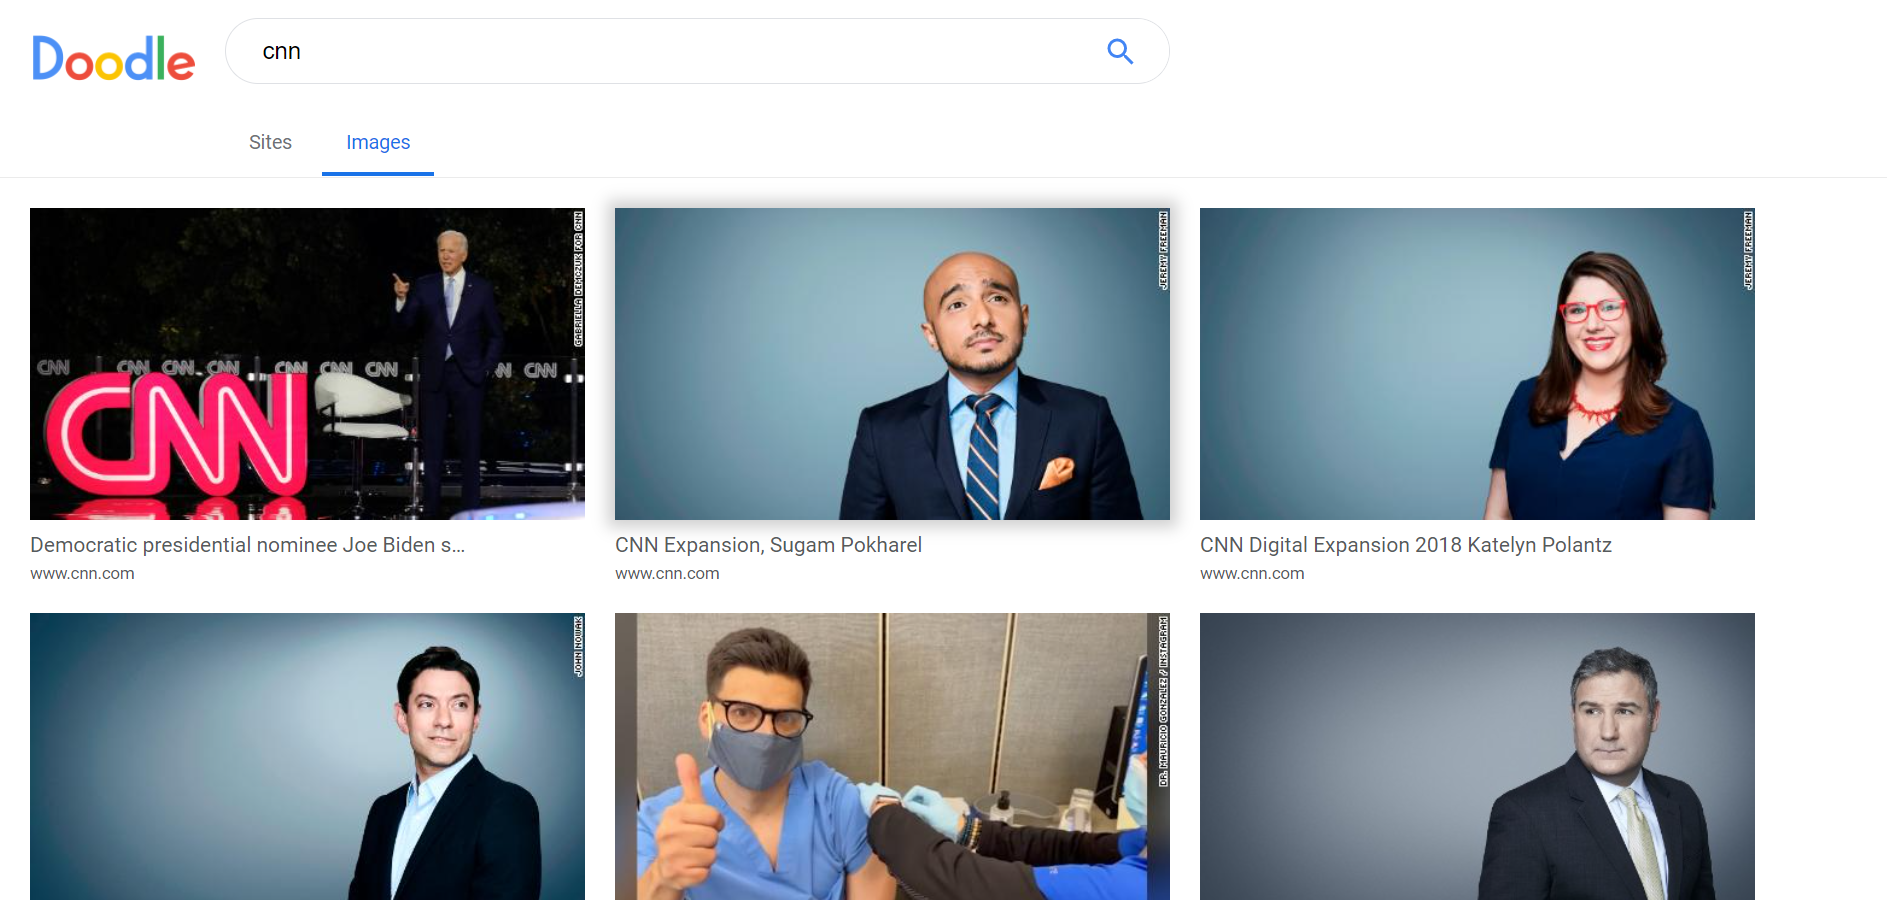 Doodle
cnn
Sites
Images
GABRIELLA DEMCZUK FOR CNN
CNN CNN CNN CNN CNN CNN CNN CNN
CNN
JEREMY FREEMAN
JEREMY FREEMAN
Democratic presidential nominee Joe Biden s...
www.cnn.com
CNN Expansion, Sugam Pokharel
www.cnn.com
CNN Digital Expansion 2018 Katelyn Polantz
www.cnn.com
JOHN NOWAK
DR. MAURICIO GONZALEZ / INSTAGRAM